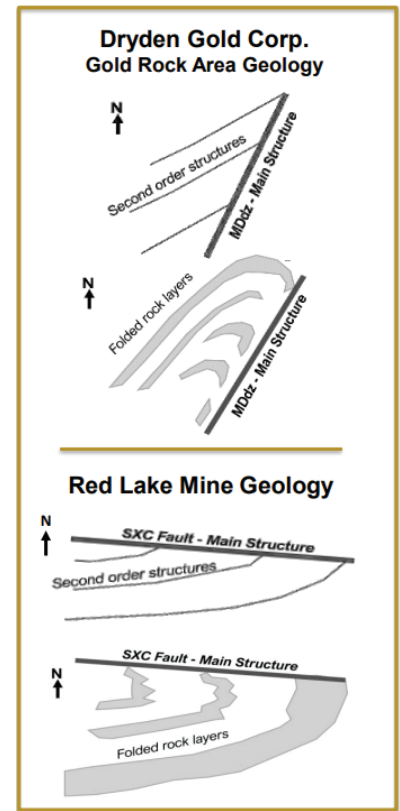 Dryden Gold Corp.
Gold Rock Area Geology
N
Second order structures
MDdz - Main Structure
N
Folded rock layers
MDdz - Main Structure
Red Lake Mine Geology
N
SXC Fault - Main Structure
Second order structures
SXC Fault - Main Structure
N
Folded rock layers